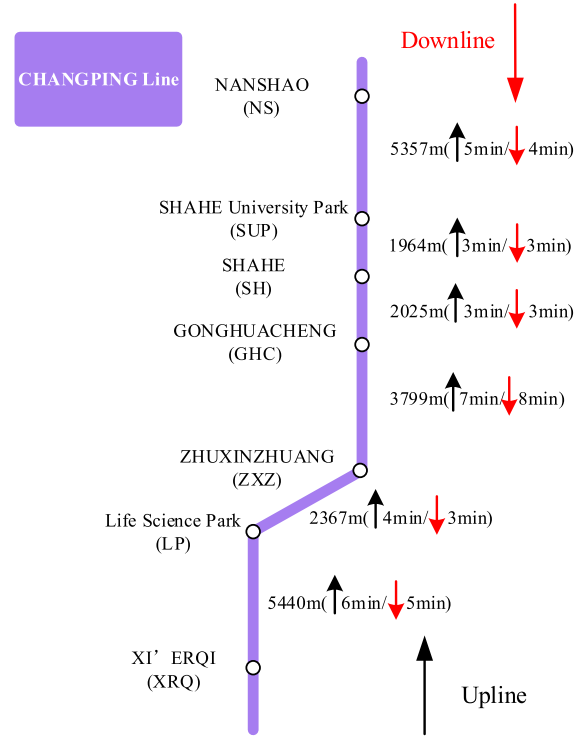 Downline
CHANGPING Line
NANSHAO
(NS)
5357m(↑5min/↓4min)
SHAHE University Park
(SUP)
1964m(↑3min/↓3min)
SHAHE
(SH)
2025m(↑3min/↓3min)
GONGHUACHENG
(GHC)
3799m(↑7min/↓8min)
ZHUXINZHUANG
(ZXZ)
2367m(↑4min/↓3min)
Life Science Park
(LP)
5440m(↑6min/↓5min)
XI’ERQI
(XRQ)
Upline